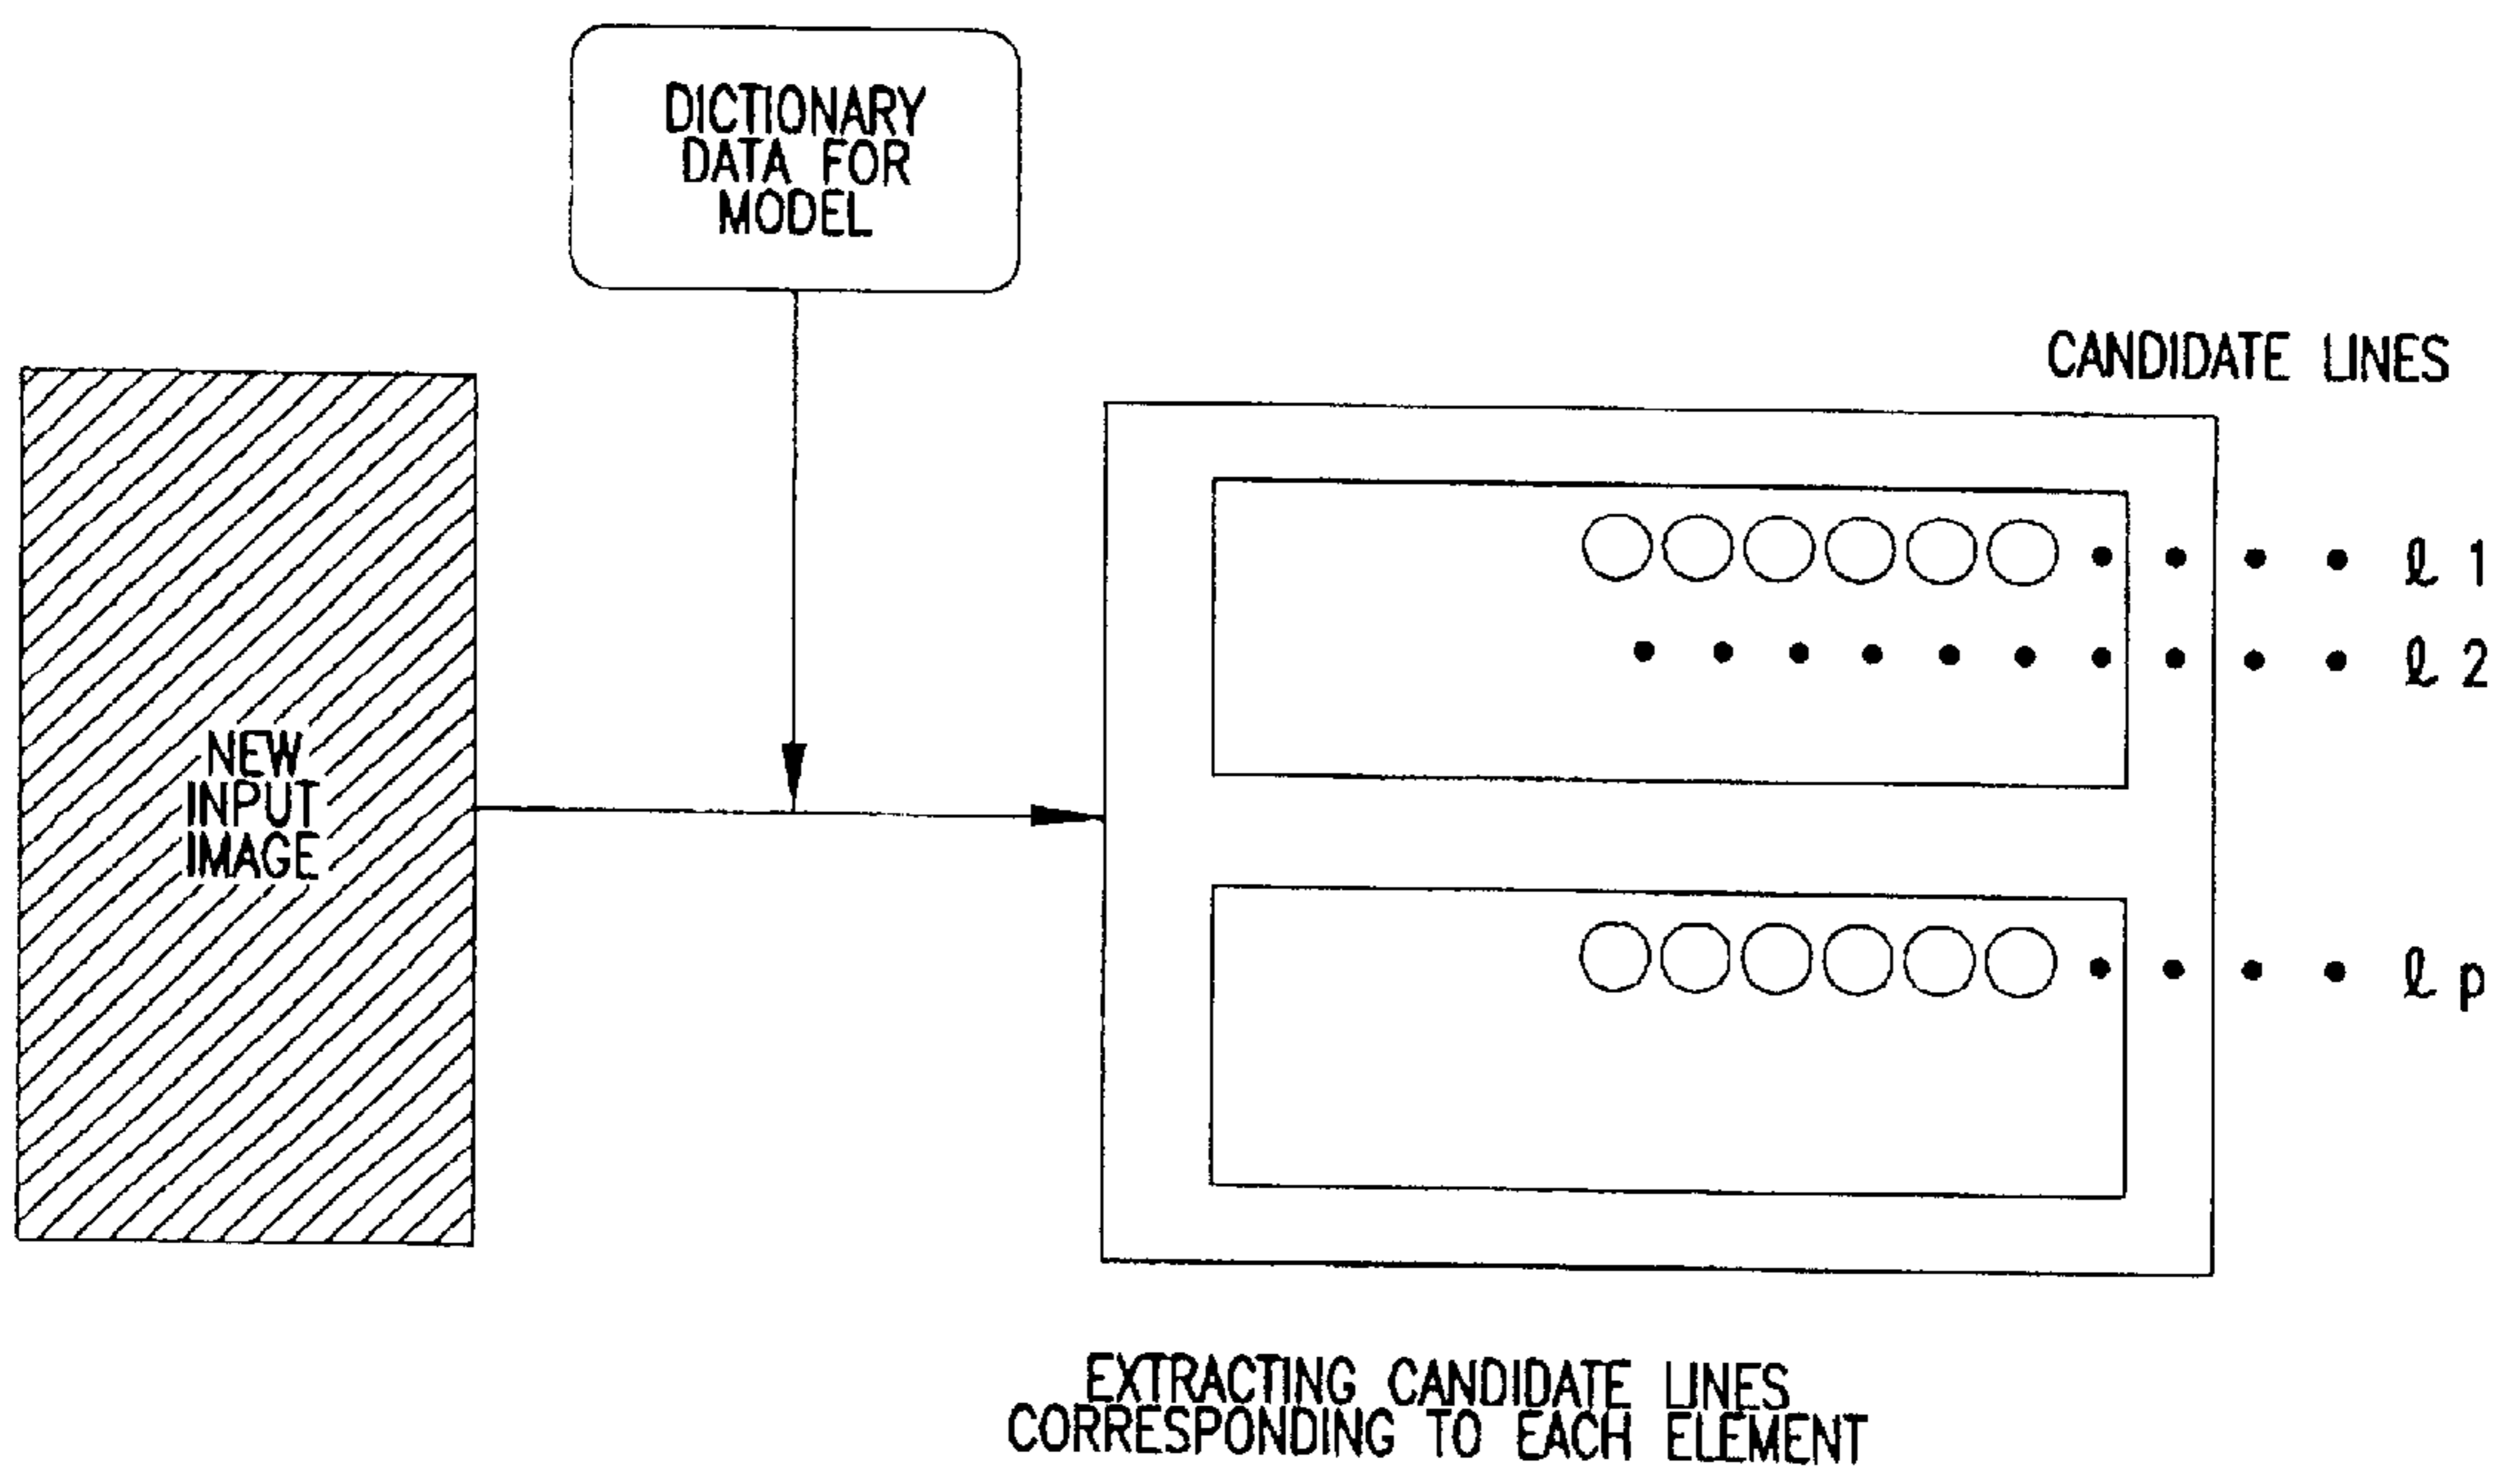 DICTIONARY
DATA FOR
MODEL
CANDIDATE LINES
ℓ 1
ℓ 2
NEW
INPUT
IMAGE
ℓ p
EXTRACTING CANDIDATE LINES
CORRESPONDING TO EACH ELEMENT